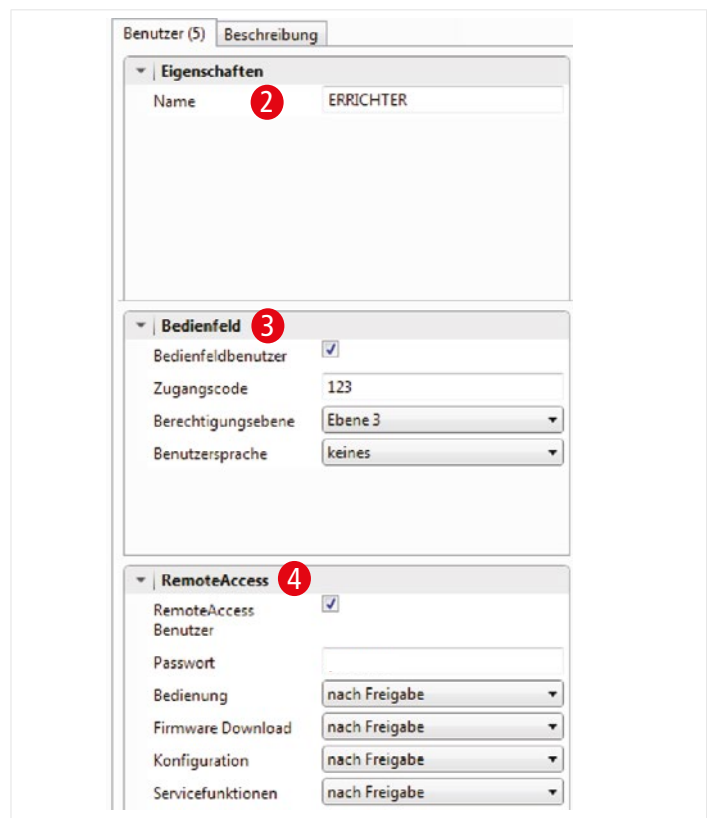 Benutzer (5) Beschreibung
Eigenschaften
Name 2 ERRICHTER
Bedienfeld 3
Bedienfeldbenutzer
Zugangscode 123
Berechtigungsebene Ebene 3
Benutzersprache keines
RemoteAccess 4
RemoteAccess
Benutzer
Passwort
Bedienung nach Freigabe
Firmware Download nach Freigabe
Konfiguration nach Freigabe
Servicefunktionen nach Freigabe